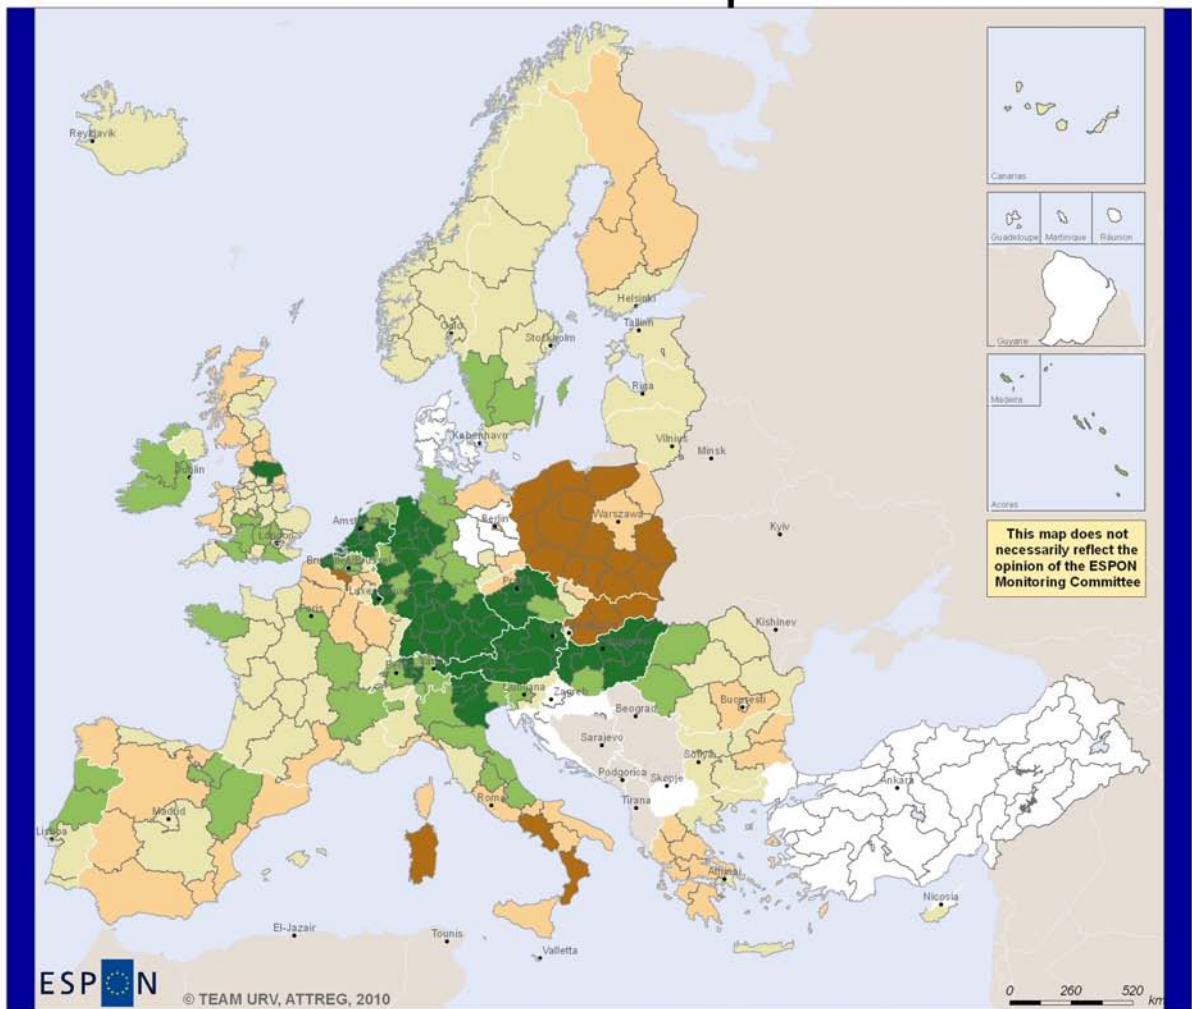 Reykjavik
Canarias
Guadeloupe
Martinique
Réunion
Guyane
Helsinki
Tallinn
Oslo
Stockholm
Riga
Madeira
København
Vilnius
Minsk
Dublin
Acores
Berlin
Warszawa
London
Kyiv
This map does not
necessarily reflect the
opinion of the ESPON
Monitoring Committee
Paris
Kishinev
Ljubljana
Zagreb
Bucuresti
Beograd
Sarajevo
Sofiya
Podgorica
Skopje
Ankara
Madrid
Roma
Tirana
Lisboa
Athinai
Nicosia
El-Jazair
Tounis
Valletta
ESPON
© TEAM URV, ATTREG, 2010
0 260 520
km